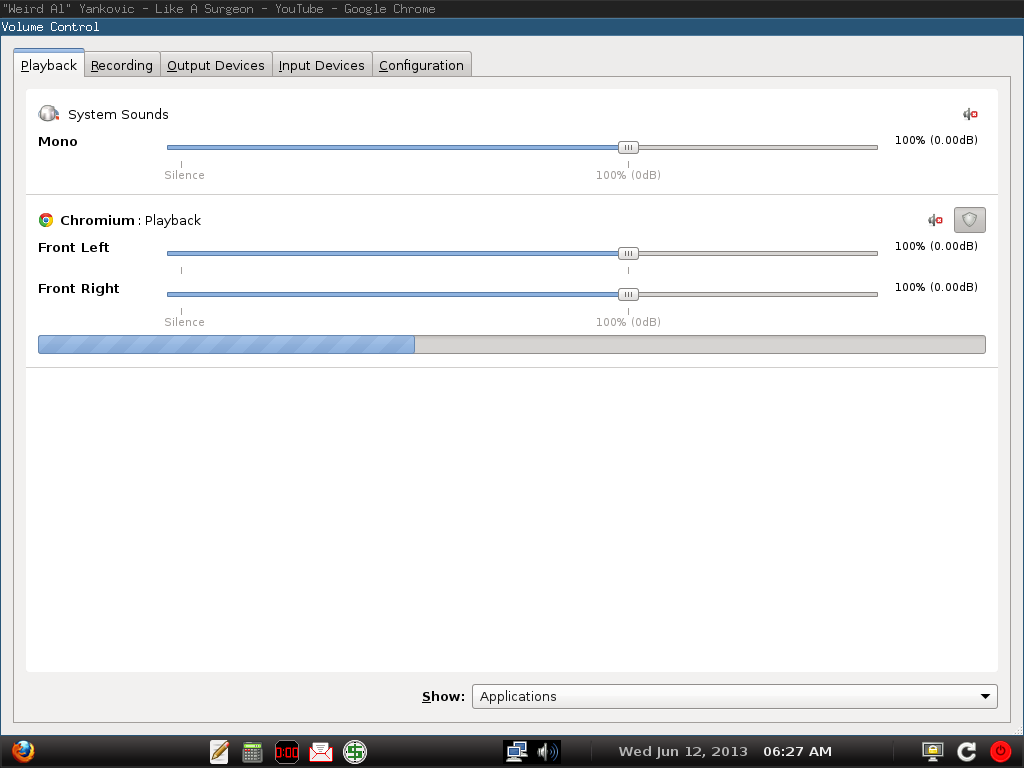 "Weird Al" Yankovic - Like A Surgeon - YouTube - Google Chrome
Volume Control
Playback Recording Output Devices Input Devices Configuration
System Sounds
Mono 100% (0.00dB)
Silence 100% (0dB)
Chromium : Playback
Front Left 100% (0.00dB)
Front Right 100% (0.00dB)
Silence 100% (0dB)
Show: Applications
0:00 Wed Jun 12, 2013 06:27 AM